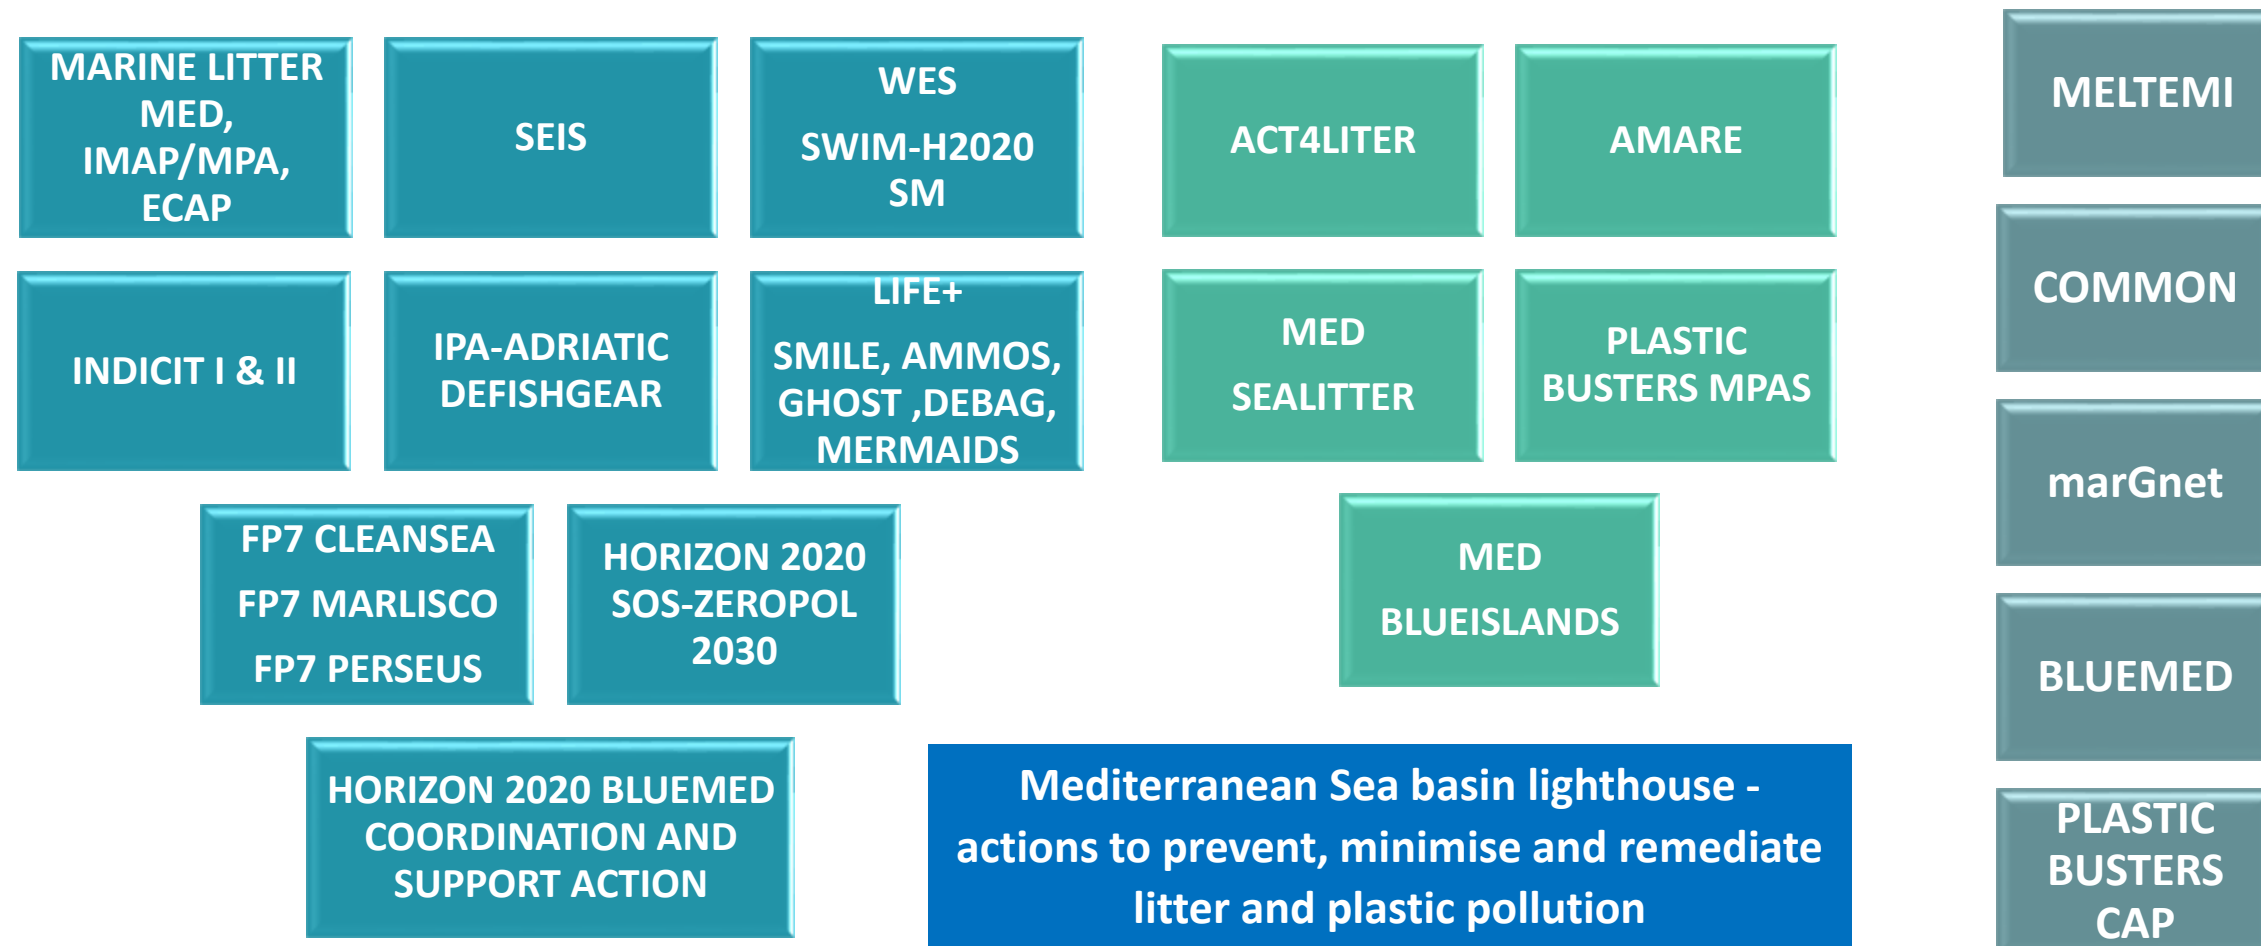 MARINE LITTER
MED,
IMAP/MPA,
ECAP
SEIS
WES
SWIM-H2020
SM
INDICIT I & II
IPA-ADRIATIC
DEFISHGEAR
LIFE+
SMILE, AMMOS,
GHOST ,DEBAG,
MERMAIDS
FP7 CLEANSEA
FP7 MARLISCO
FP7 PERSEUS
HORIZON 2020
SOS-ZEROPOL
2030
HORIZON 2020 BLUEMED
COORDINATION AND
SUPPORT ACTION
ACT4LITER
AMARE
MED
SEALITTER
PLASTIC
BUSTERS MPAS
MED
BLUEISLANDS
Mediterranean Sea basin lighthouse -
actions to prevent, minimise and remediate
litter and plastic pollution
MELTEMI
COMMON
marGnet
BLUEMED
PLASTIC
BUSTERS
CAP